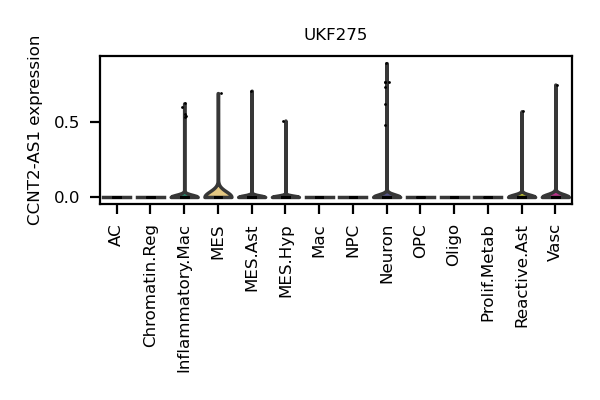 UKF275
CCNT2-AS1 expression
0.5
0.0
AC
Chromatin.Reg
Inflammatory.Mac
MES
MES.Ast
MES.Hyp
Mac
NPC
Neuron
OPC
Oligo
Prolif.Metab
Reactive.Ast
Vasc